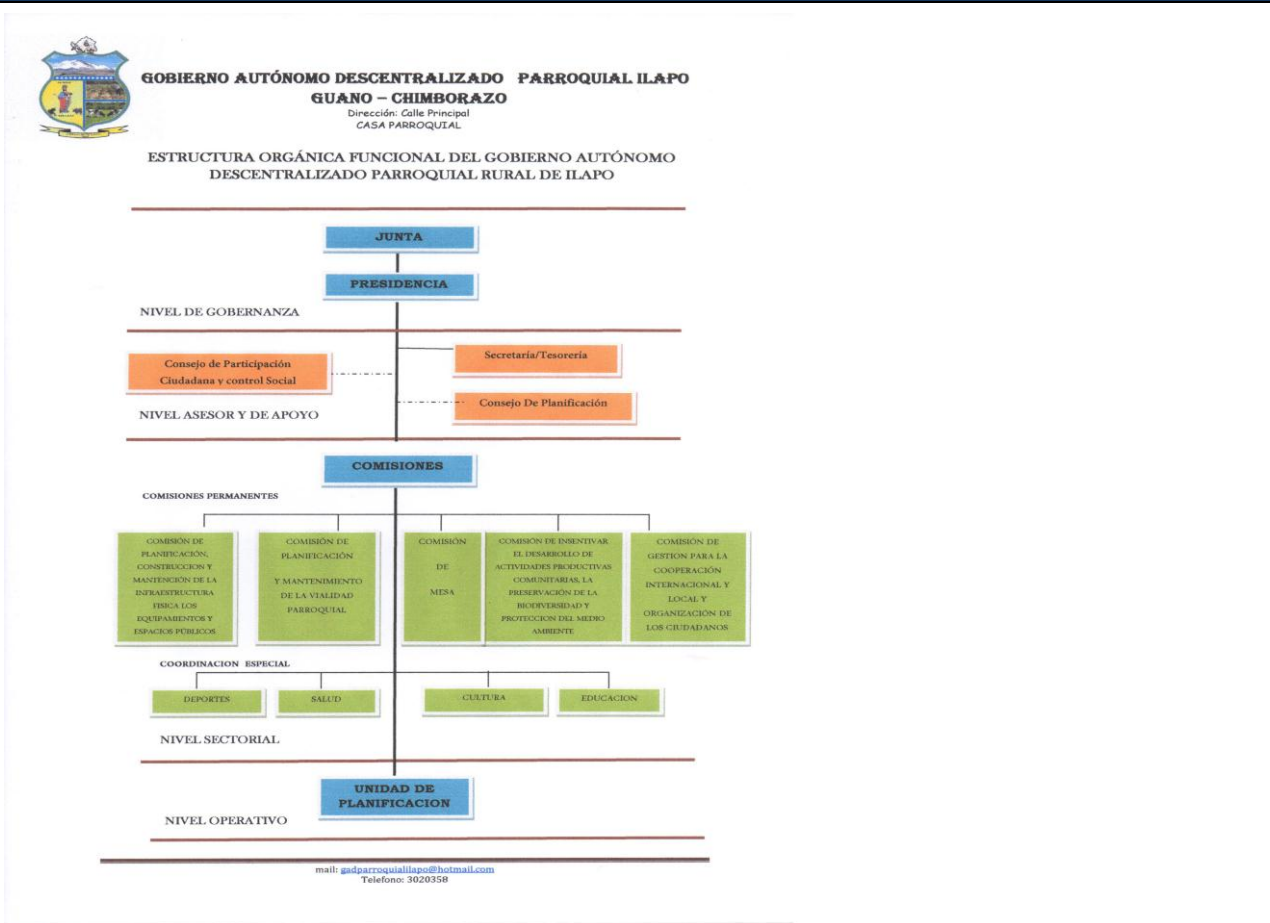 GOBIERNO AUTÓNOMO DESCENTRALIZADO PARROQUIAL ILAPO
GUANO – CHIMBORAZO
Dirección: Calle Principal
CASA PARROQUIAL
ESTRUCTURA ORGÁNICA FUNCIONAL DEL GOBIERNO AUTÓNOMO
DESCENTRALIZADO PARROQUIAL RURAL DE ILAPO
JUNTA
PRESIDENCIA
NIVEL DE GOBERNANZA
Consejo de Participación
Ciudadana y control Social
Secretaría/Tesorería
Consejo De Planificación
NIVEL ASESOR Y DE APOYO
COMISIONES
COMISIONES PERMANENTES
COMISIÓN DE
PLANIFICACIÓN,
CONSTRUCCION Y
MANTENCIÓN DE LA
INFRAESTRUCTURA
FISICA LOS
EQUIPAMIENTOS Y
ESPACIOS PÚBLICOS
COMISIÓN DE
PLANIFICACIÓN
Y MANTENIMIENTO
DE LA VIALIDAD
PARROQUIAL
COMISIÓN
DE
MESA
COMISIÓN DE INSENTIVAR
EL DESARROLLO DE
ACTIVIDADES PRODUCTIVAS
COMUNITARIAS, LA
PRESERVACIÓN DE LA
BIODIVERSIDAD Y
PROTECCION DEL MEDIO
AMBIENTE
COMISIÓN DE
GESTION PARA LA
COOPERACIÓN
INTERNACIONAL Y
LOCAL Y
ORGANIZACIÓN DE
LOS CIUDADANOS
COORDINACION ESPECIAL
DEPORTES
SALUD
CULTURA
EDUCACION
NIVEL SECTORIAL
UNIDAD DE
PLANIFICACION
NIVEL OPERATIVO
mail: gadparroquialilapo@hotmail.com
Telefono: 3020358